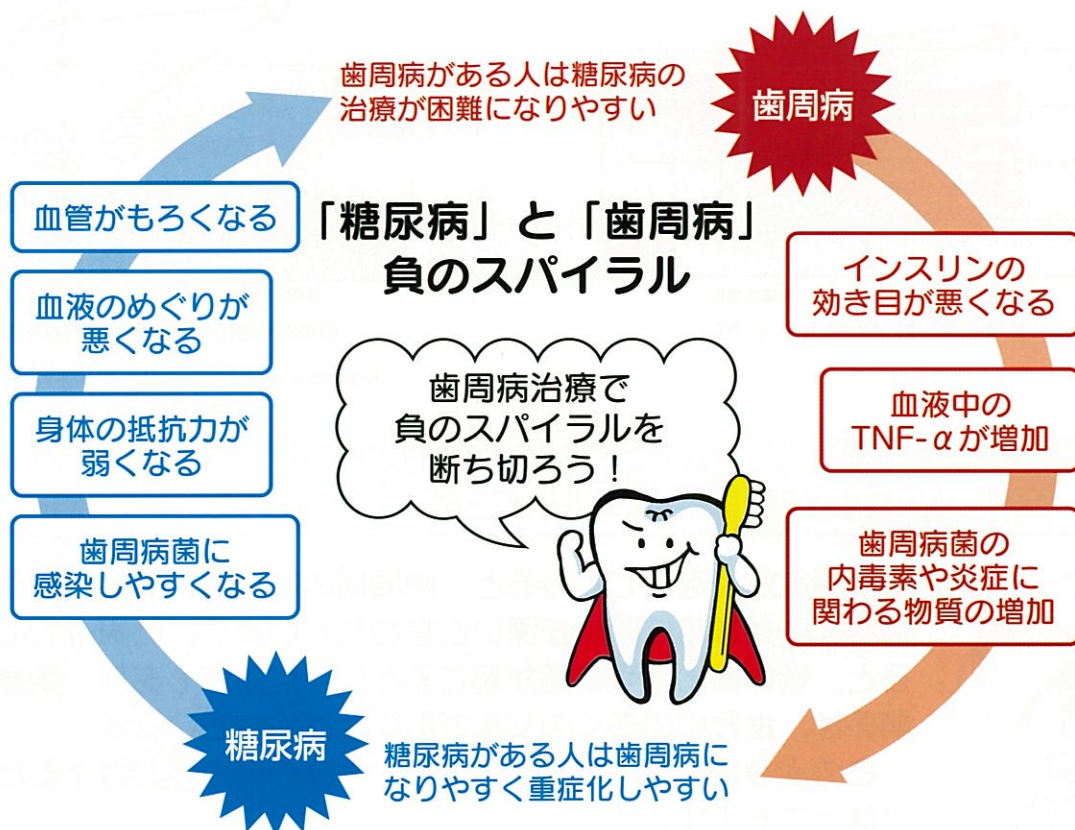 歯周病がある人は糖尿病の
治療が困難になりやすい
歯周病
「糖尿病」と「歯周病」
負のスパイラル
インスリンの
効き目が悪くなる
血液中の
TNF-αが増加
歯周病菌の
内毒素や炎症に
関わる物質の増加
歯周病治療で
負のスパイラルを
断ち切ろう！
血管がもろくなる
血液のめぐりが
悪くなる
身体の抵抗力が
弱くなる
歯周病菌に
感染しやすくなる
糖尿病
糖尿病がある人は歯周病に
なりやすく重症化しやすい